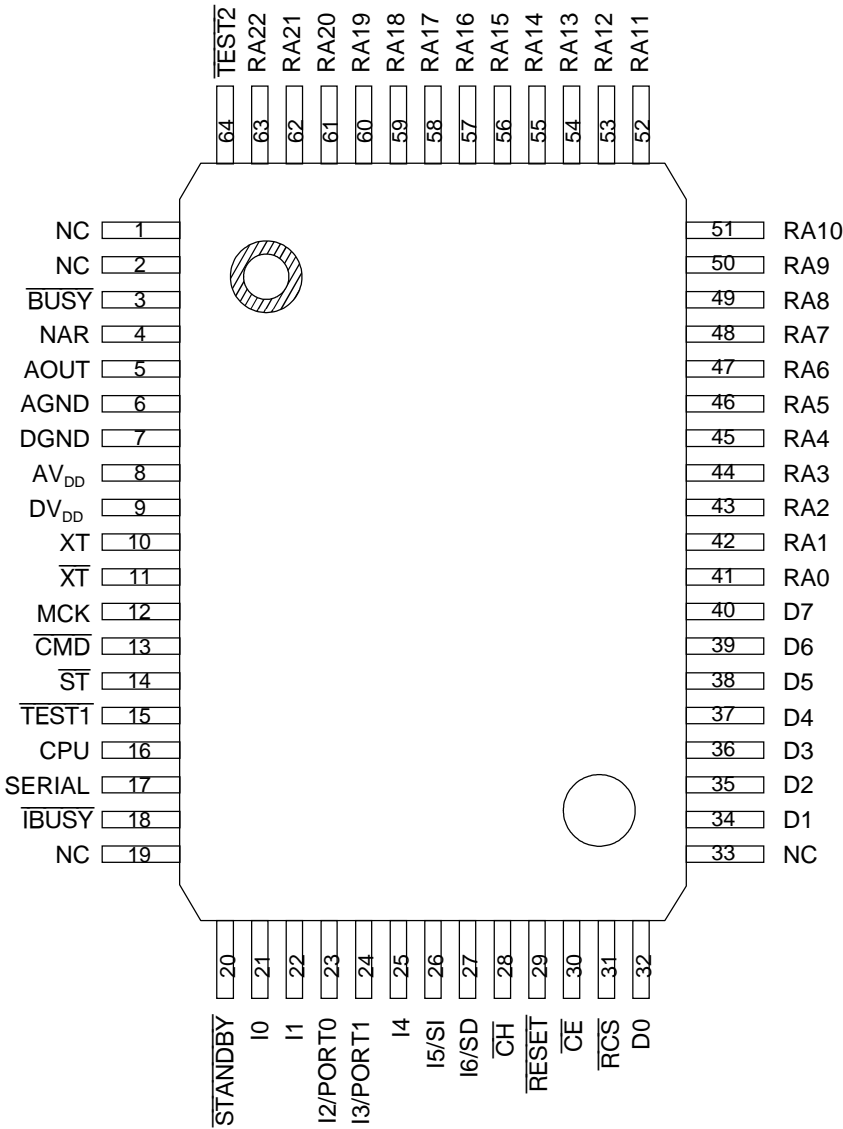 TEST2 RA22 RA21 RA20 RA19 RA18 RA17 RA16 RA15 RA14 RA13 RA12 RA11
64 63 62 61 60 59 58 57 56 55 54 53 52
NC 1 51 RA10
NC 2 50 RA9
BUSY 3 49 RA8
NAR 4 48 RA7
AOUT 5 47 RA6
AGND 6 46 RA5
DGND 7 45 RA4
AVDD 8 44 RA3
DVDD 9 43 RA2
XT 10 42 RA1
XT 11 41 RA0
MCK 12 40 D7
CMD 13 39 D6
ST 14 38 D5
TEST1 15 37 D4
CPU 16 36 D3
SERIAL 17 35 D2
IBUSY 18 34 D1
NC 19 33 NC
20 21 22 23 24 25 26 27 28 29 30 31 32
STANDBY I0 I1 I2/PORT0 I3/PORT1 I4 I5/SI I6/SD CH RESET CE RCS D0